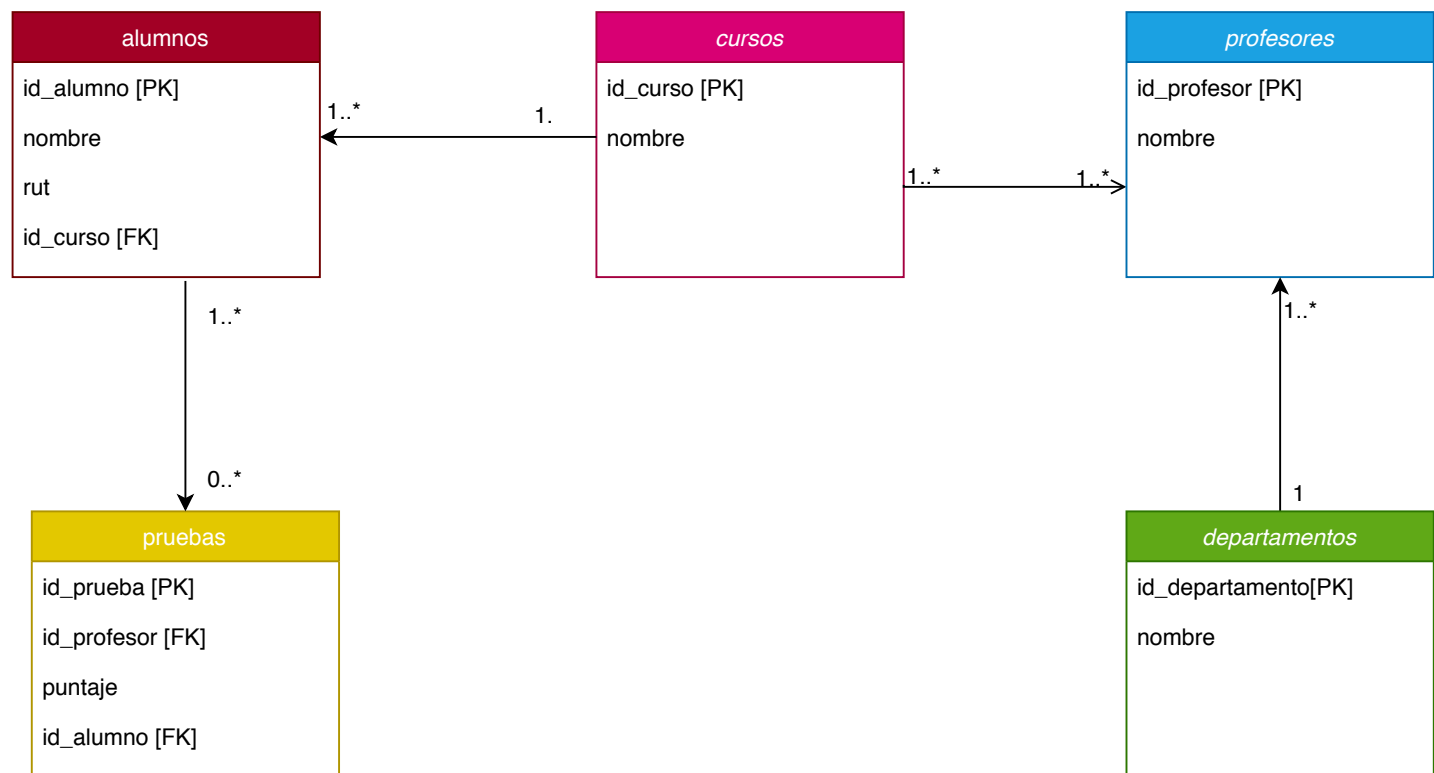 alumnos
id_alumno [PK]
nombre
rut
id_curso [FK]
1..*
1.
cursos
id_curso [PK]
nombre
1..*
1..*
profesores
id_profesor [PK]
nombre
1..*
0..*
1..*
1
pruebas
id_prueba [PK]
id_profesor [FK]
puntaje
id_alumno [FK]
departamentos
id_departamento[PK]
nombre